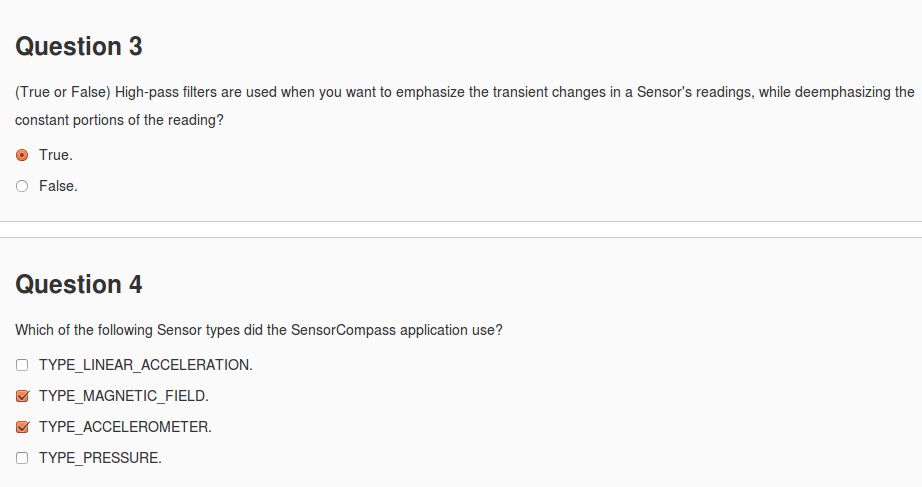 Question 3
(True or False) High-pass filters are used when you want to emphasize the transient changes in a Sensor's readings, while deemphasizing the
constant portions of the reading?
True.
False.
Question 4
Which of the following Sensor types did the SensorCompass application use?
TYPE_LINEAR_ACCELERATION.
TYPE_MAGNETIC_FIELD.
TYPE_ACCELEROMETER.
TYPE_PRESSURE.